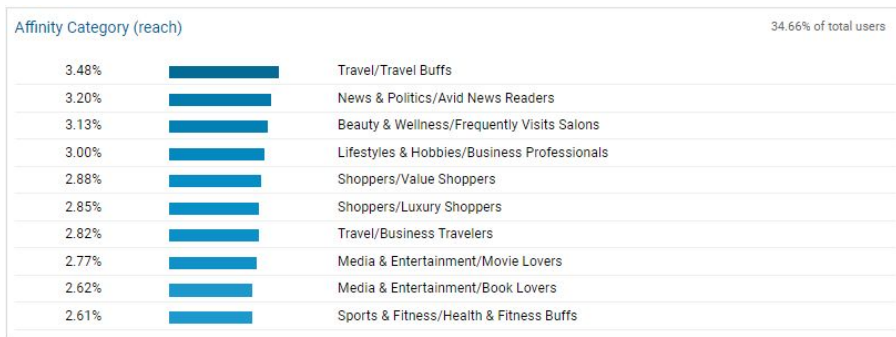 Affinity Category (reach) 34.66% of total users
3.48% Travel/Travel Buffs
3.20% News & Politics/Avid News Readers
3.13% Beauty & Wellness/Frequently Visits Salons
3.00% Lifestyles & Hobbies/Business Professionals
2.88% Shoppers/Value Shoppers
2.85% Shoppers/Luxury Shoppers
2.82% Travel/Business Travelers
2.77% Media & Entertainment/Movie Lovers
2.62% Media & Entertainment/Book Lovers
2.61% Sports & Fitness/Health & Fitness Buffs